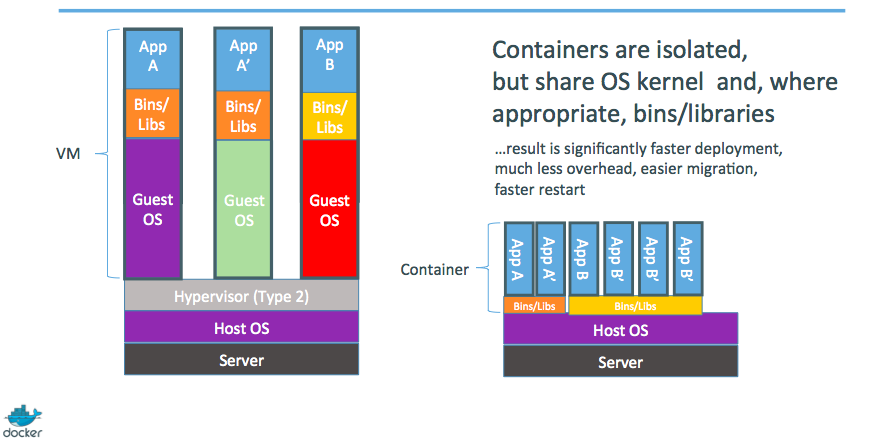 App
A
App
A’
App
B
Bins/
Libs
Bins/
Libs
Bins/
Libs
VM
Guest
OS
Guest
OS
Guest
OS
Hypervisor (Type 2)
Host OS
Server
Containers are isolated,
but share OS kernel and, where
appropriate, bins/libraries
...result is significantly faster deployment,
much less overhead, easier migration,
faster restart
Container
App A
App A’
App B
App B’
App B’
App B’
Bins/Libs
Bins/Libs
Host OS
Server
docker